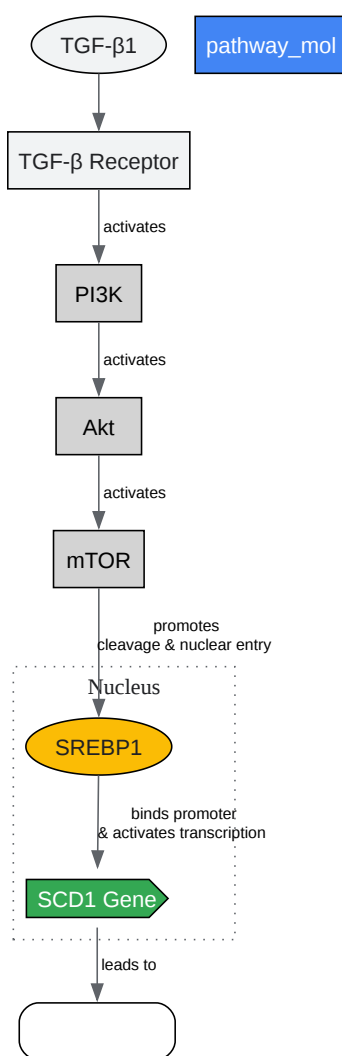 TGF-β1
pathway_mol
TGF-β Receptor
activates
PI3K
activates
Akt
activates
mTOR
promotes
cleavage & nuclear entry
Nucleus
SREBP1
binds promoter
& activates transcription
SCD1 Gene
leads to